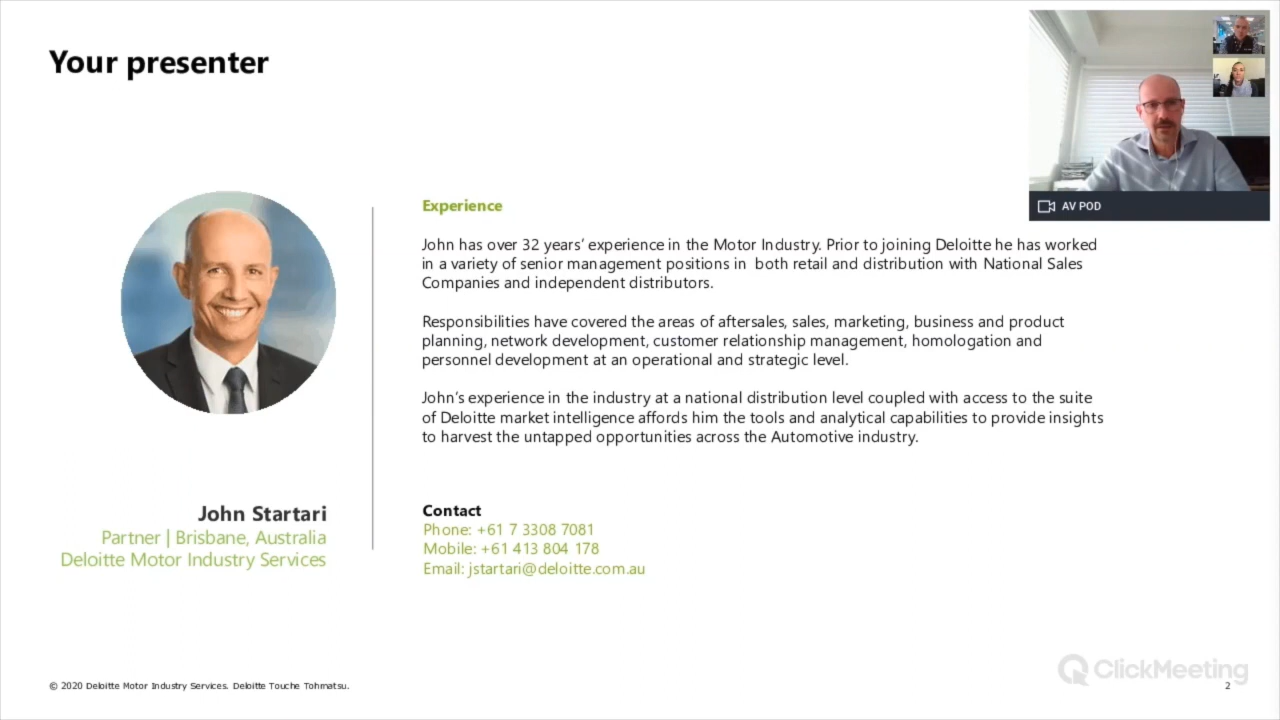 Your presenter
AV POD
Experience
John has over 32 years’ experience in the Motor Industry. Prior to joining Deloitte he has worked
in a variety of senior management positions in  both retail and distribution with National Sales
Companies and independent distributors.
Responsibilities have covered the areas of aftersales, sales, marketing, business and product
planning, network development, customer relationship management, homologation and
personnel development at an operational and strategic level.
John’s experience in the industry at a national distribution level coupled with access to the suite
of Deloitte market intelligence affords him the tools and analytical capabilities to provide insights
to harvest the untapped opportunities across the Automotive industry.
John Startari
Partner | Brisbane, Australia
Deloitte Motor Industry Services
Contact
Phone: +61 7 3308 7081
Mobile: +61 413 804 178
Email: jstartari@deloitte.com.au
ClickMeeting
© 2020 Deloitte Motor Industry Services. Deloitte Touche Tohmatsu.
2